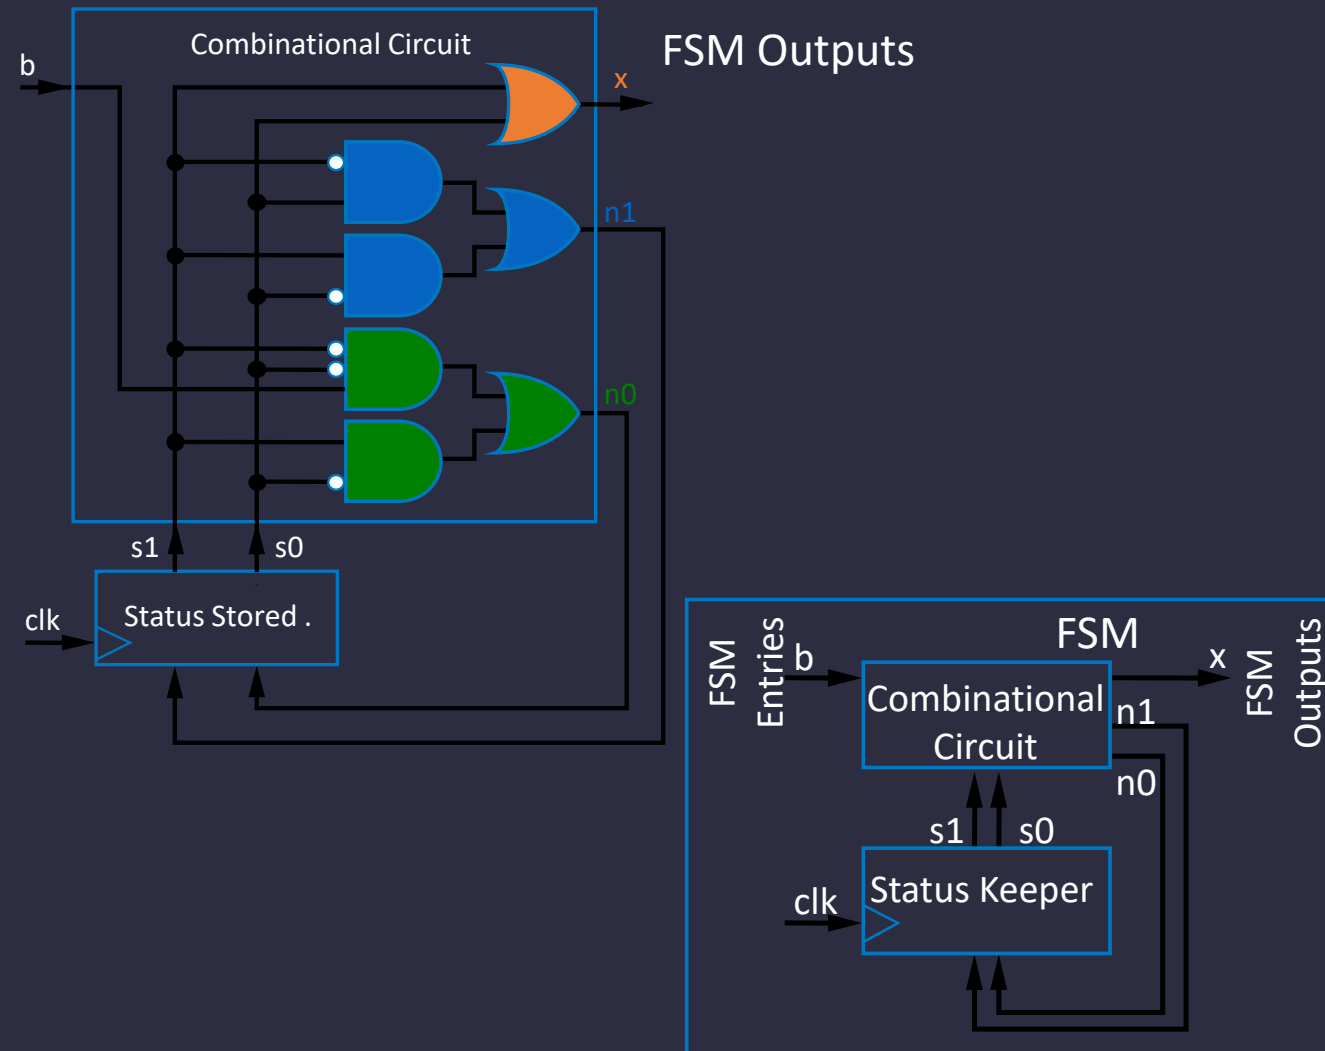 Combinational Circuit
FSM Outputs
b
x
n1
n0
s1
s0
clk
Status Stored .
FSM
FSM
Entries
b
x
FSM
Outputs
Combinational
Circuit
n1
n0
s1
s0
clk
Status Keeper